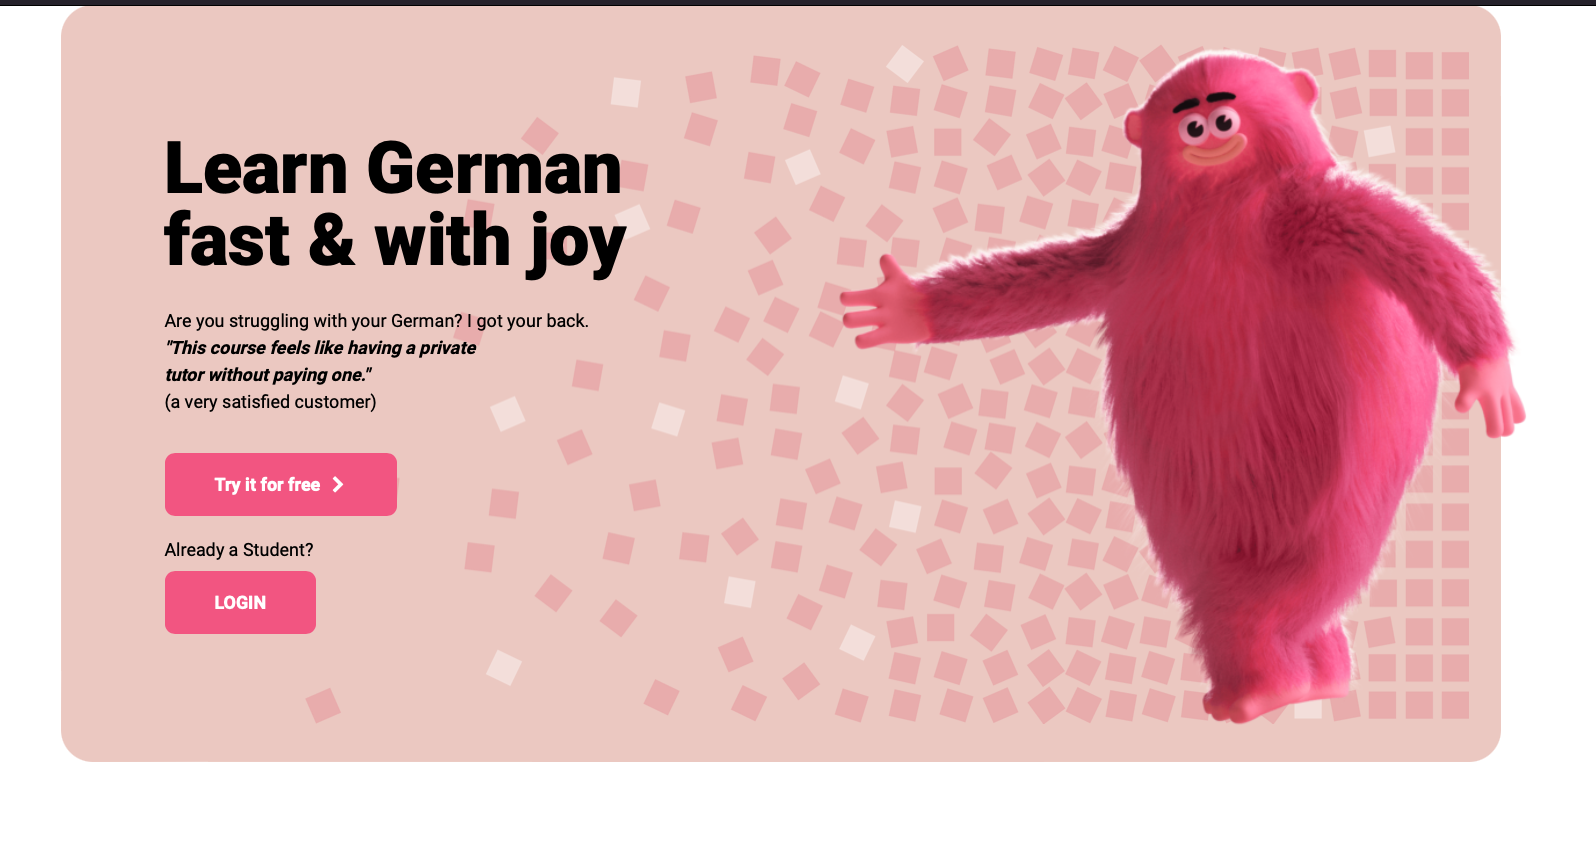 Learn German
fast & with joy
Are you struggling with your German? I got your back.
"This course feels like having a private
tutor without paying one."
(a very satisfied customer)
Try it for free
Already a Student?
LOGIN